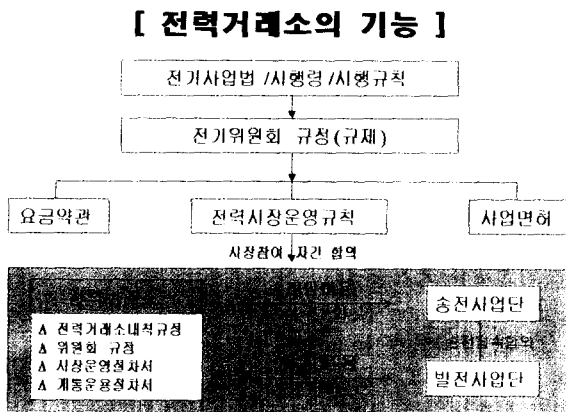 [ 전력거래소의 기능 ]
전기사업법 /시행령 /시행규칙
전기위원회 규정(규제)
요금약관
전력시장운영규칙
사업면허
시장참여 자간 합의
송전사업단
∧ 전력거래소내칙규정
∧ 위원회 규정
∧ 시장운영절차서
∧ 계통운용절차서
발전사업단